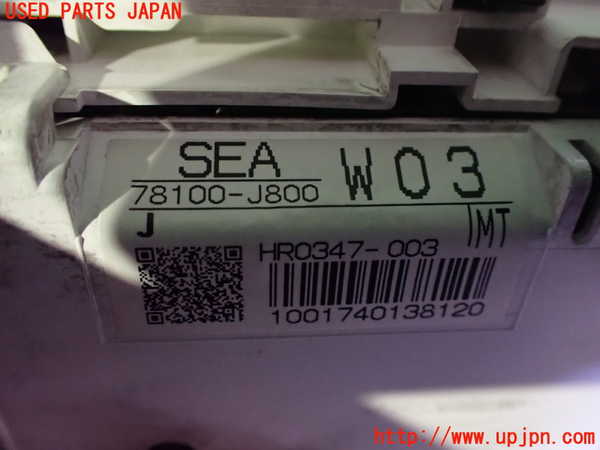 USED PARTS JAPAN
SEA
78100-J800
W03
J
MT
HR0347-003
1001740138120
http://www.upjpn.com/